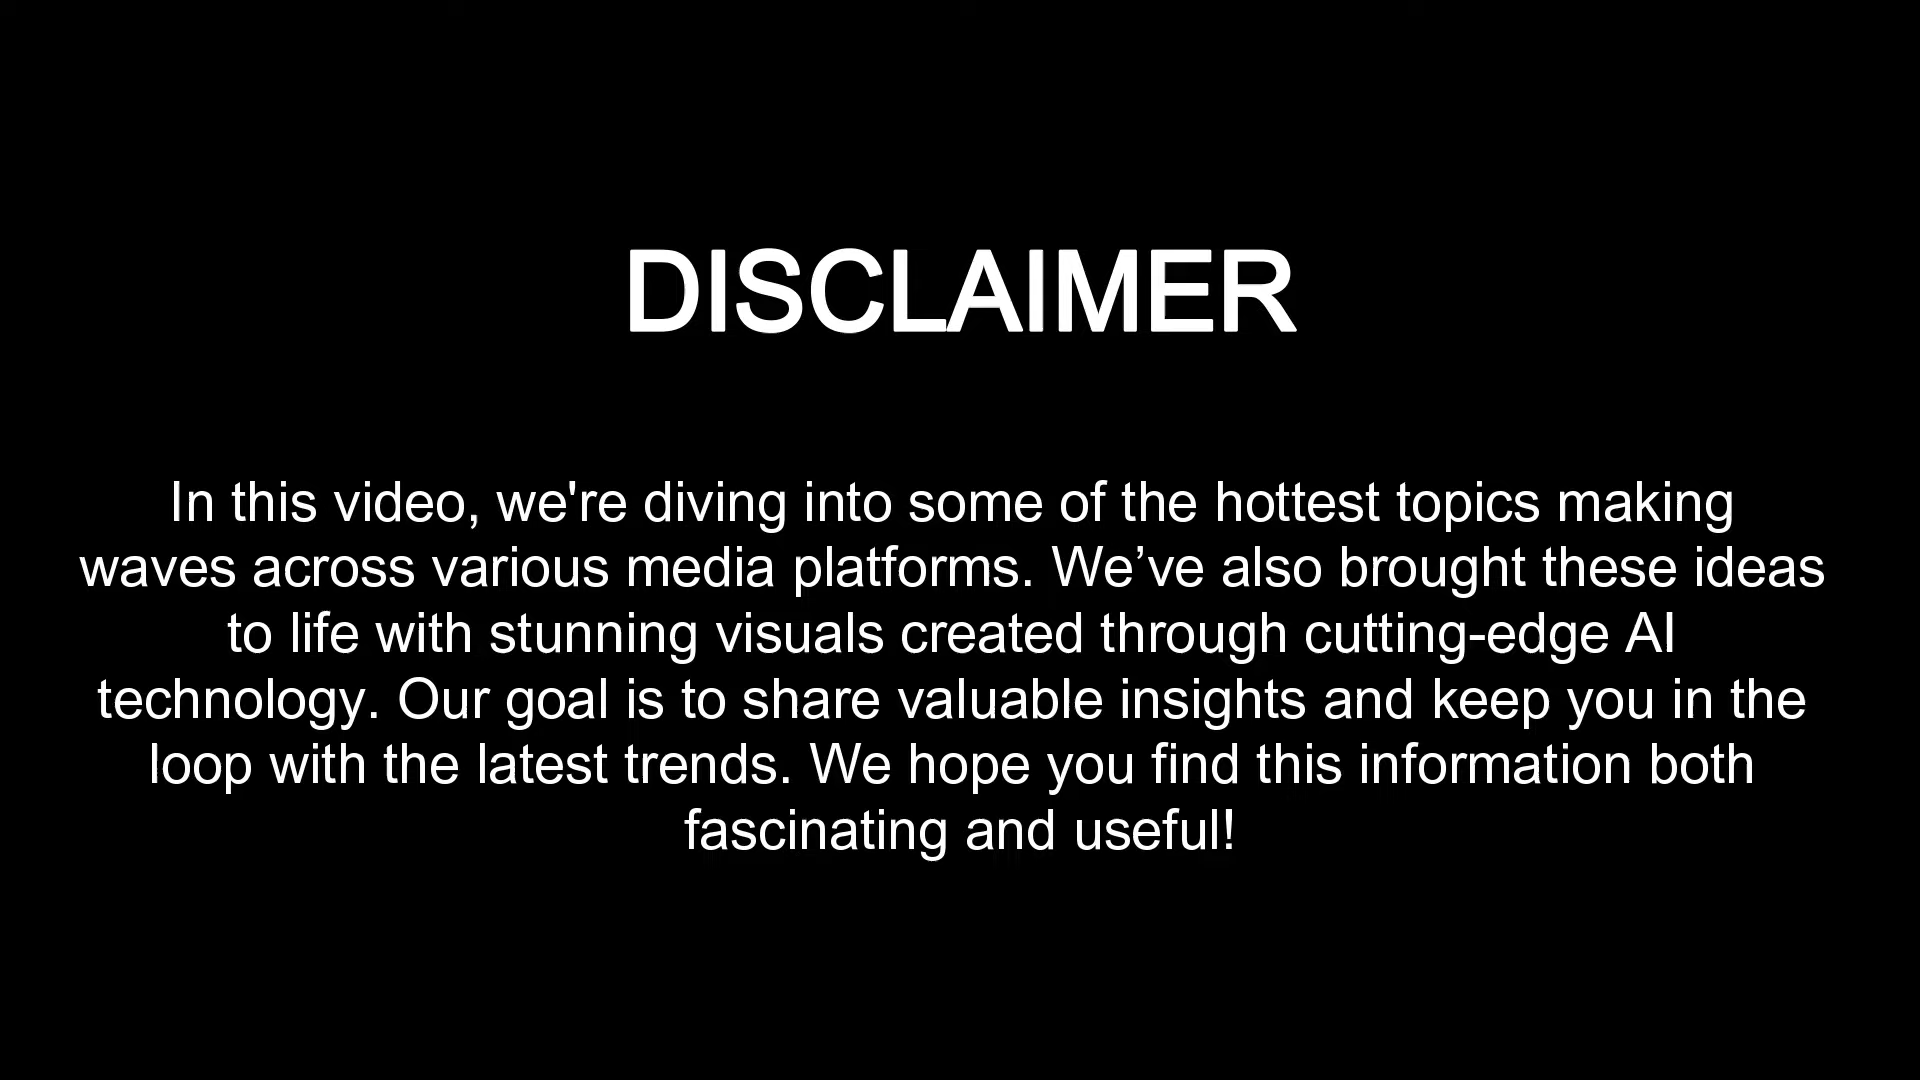 DISCLAIMER
In this video, we're diving into some of the hottest topics making
waves across various media platforms. We’ve also brought these ideas
to life with stunning visuals created through cutting-edge AI
technology. Our goal is to share valuable insights and keep you in the
loop with the latest trends. We hope you find this information both
fascinating and useful!